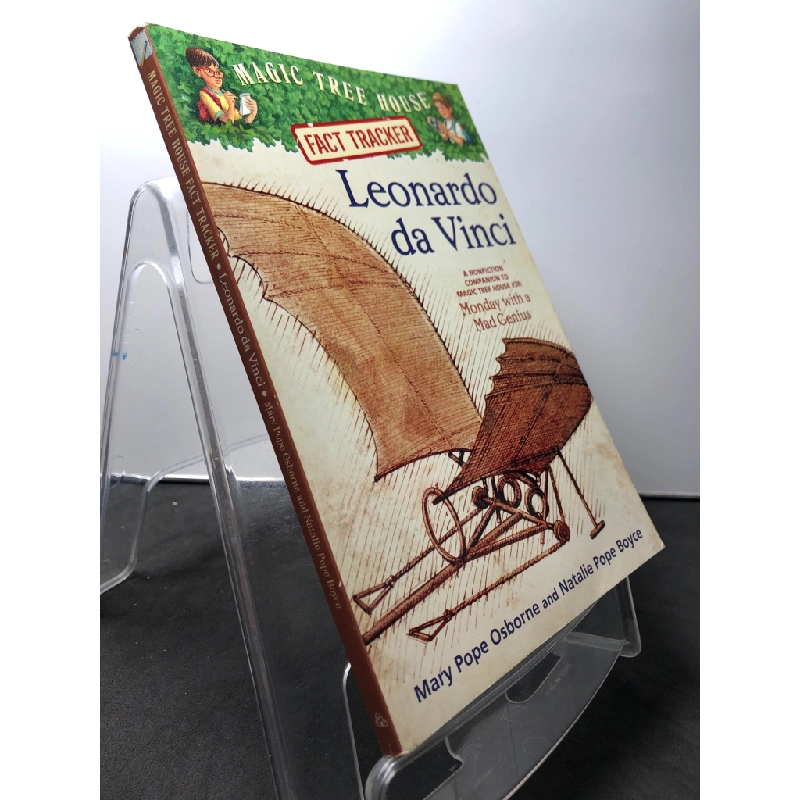 MAGIC TREE HOUSE
FACT TRACKER
Leonardo
da Vinci
A NONFICTION
COMPANION TO
MAGIC TREE HOUSE #38:
Monday with a
Mad Genius
Mary Pope Osborne and Natalie Pope Boyce
MAGIC TREE HOUSE FACT TRACKER • Leonardo da Vinci • Mary Pope Osborne and Natalie Pope Boyce